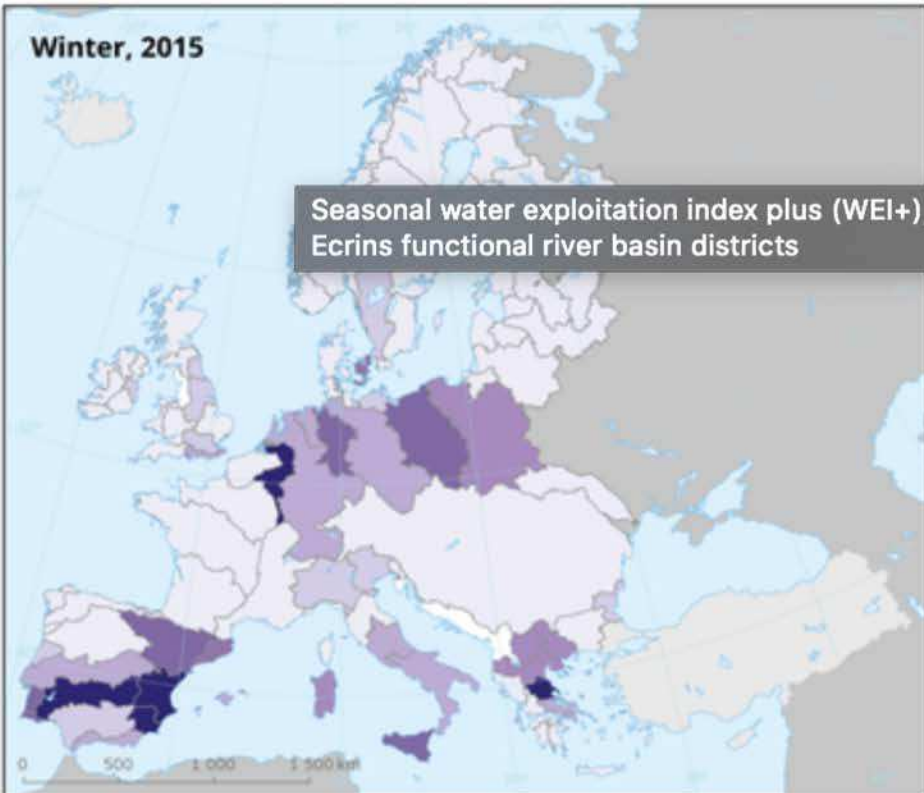 Winter, 2015
Seasonal water exploitation index plus (WEI+)
Ecrins functional river basin districts
0 500 1 000 1 500 km